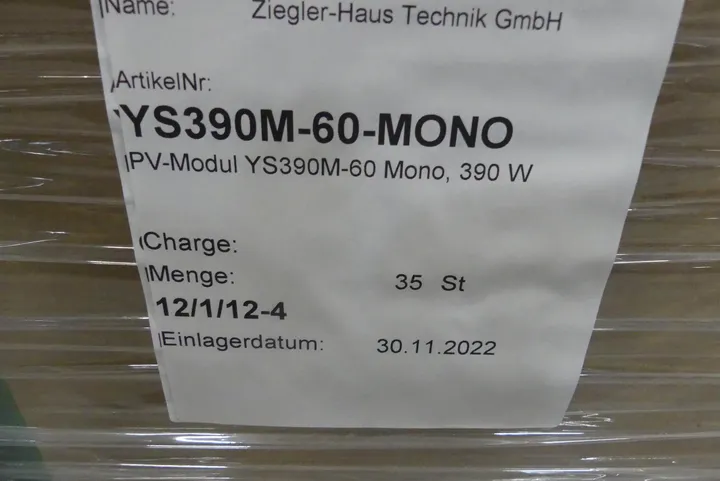 Name: Ziegler-Haus Technik GmbH
ArtikelNr:
YS390M-60-MONO
PV-Modul YS390M-60 Mono, 390 W
Charge:
Menge: 35 St
12/1/12-4
Einlagerdatum: 30.11.2022